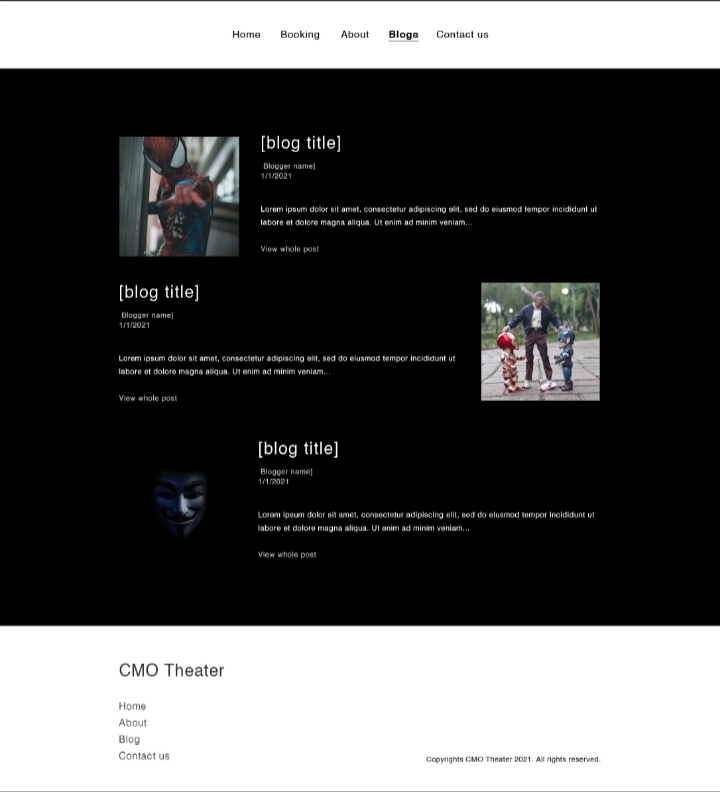 Home Booking About Blogs Contact us
[blog title]
Blogger name]
1/1/2021
Lorem ipsum dolor sit amet, consectetur adipiscing elit, sed do eiusmod tempor incididunt ut
labore et dolore magna aliqua. Ut enim ad minim veniam...
View whole post
[blog title]
Blogger name]
1/1/2021
Lorem ipsum dolor sit amet, consectetur adipiscing elit, sed do eiusmod tempor incididunt ut
labore et dolore magna aliqua. Ut enim ad minim veniam...
View whole post
[blog title]
Blogger name]
1/1/2021
Lorem ipsum dolor sit amet, consectetur adipiscing elit, sed do eiusmod tempor incididunt ut
labore et dolore magna aliqua. Ut enim ad minim veniam...
View whole post
CMO Theater
Home
About
Blog
Contact us
Copyrights CMO Theater 2021. All rights reserved.